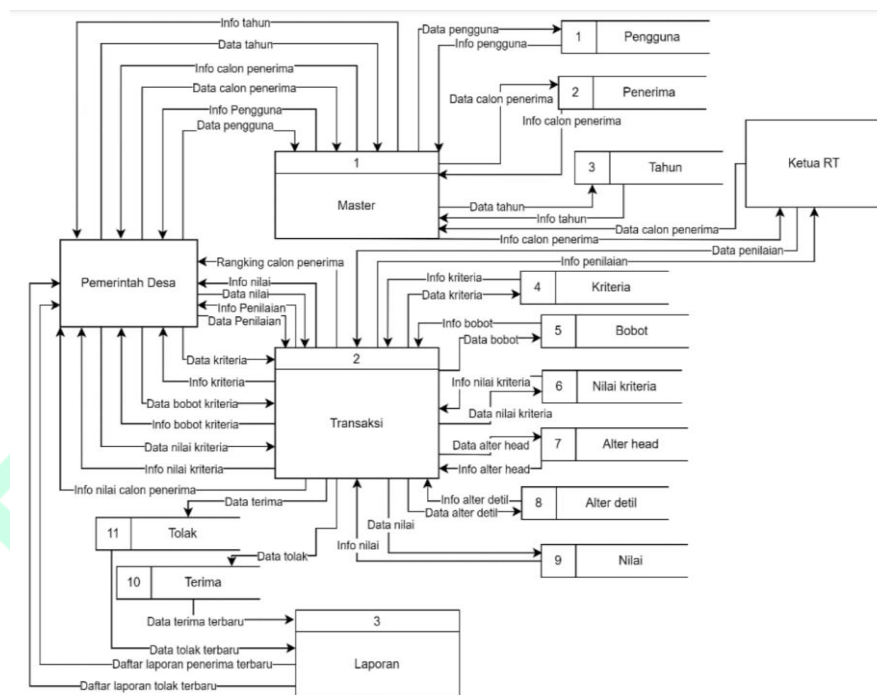 Info tahun
Data tahun
Info calon penerima
Data calon penerima
Info Pengguna
Data pengguna
Data pengguna
Info pengguna
1 Pengguna
Data calon penerima
2 Penerima
Info calon penerima
1
Master
3 Tahun
Data tahun
Info tahun
Data calon penerima
Info calon penerima
Ketua RT
Data penilaian
Info penilaian
Pemerintah Desa
Rangking calon penerima
Info nilai
Data nilai
Info Penilaian
Data Penilaian
Info kriteria
Data kriteria
4 Kriteria
Info bobot
Data bobot
5 Bobot
2
Transaksi
Data kriteria
Info kriteria
Data bobot kriteria
Info bobot kriteria
Data nilai kriteria
Info nilai kriteria
Info nilai calon penerima
Info nilai kriteria
Data nilai kriteria
6 Nilai kriteria
Data alter head
Info alter head
7 Alter head
Info alter detil
Data alter detil
8 Alter detil
Data nilai
Info nilai
9 Nilai
Data terima
11 Tolak
Data tolak
10 Terima
Data terima terbaru
3
Laporan
Data tolak terbaru
Daftar laporan penerima terbaru
Daftar laporan tolak terbaru